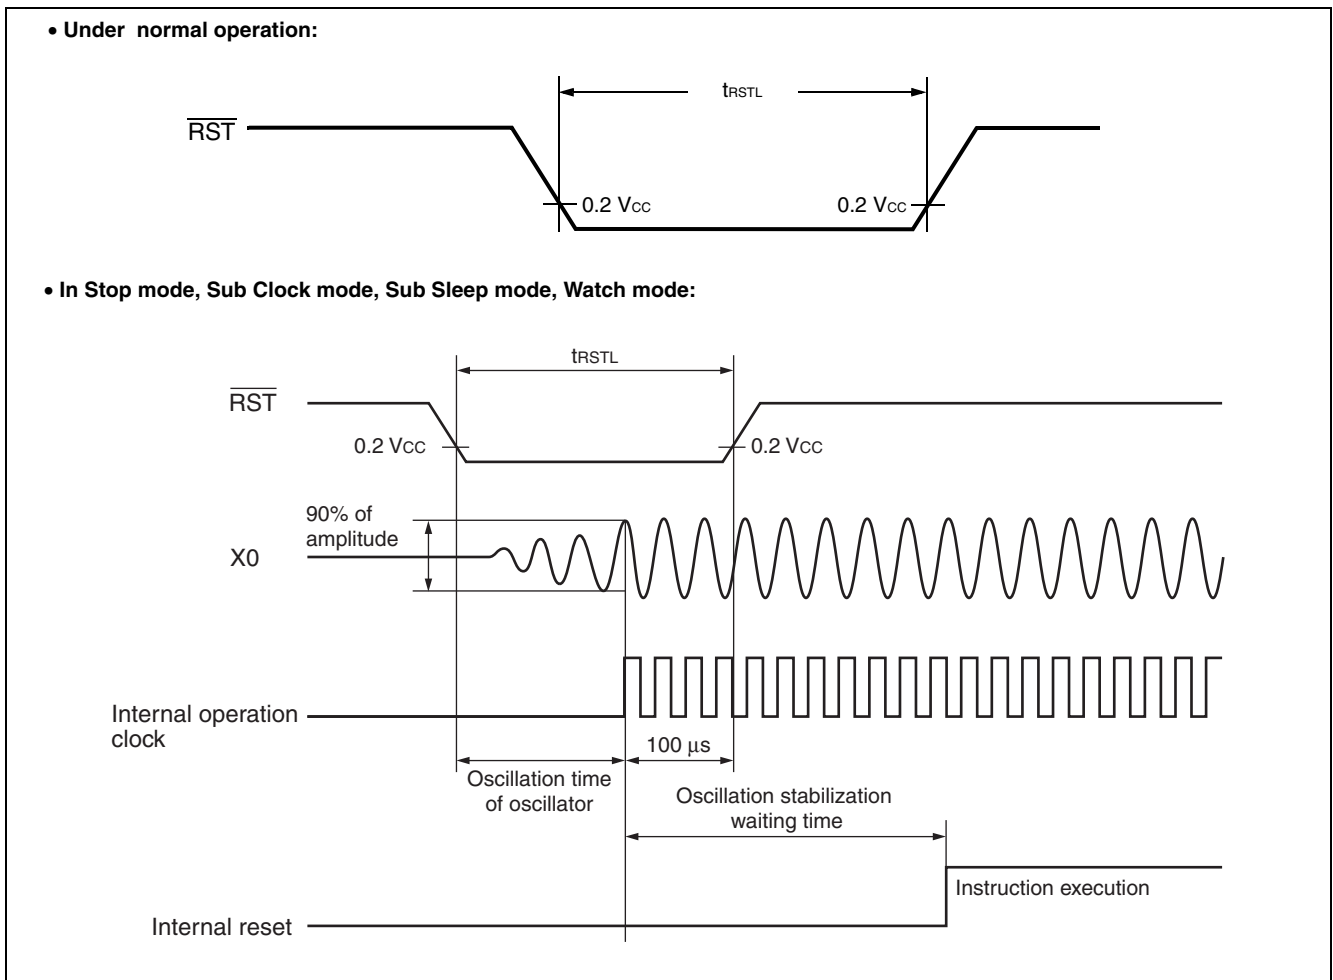 • Under normal operation:
tRSTL
RST
0.2 VCC
0.2 VCC
• In Stop mode, Sub Clock mode, Sub Sleep mode, Watch mode:
tRSTL
RST
0.2 VCC
0.2 VCC
90% of
amplitude
X0
Internal operation
clock
100 μs
Oscillation time
of oscillator
Oscillation stabilization
waiting time
Instruction execution
Internal reset